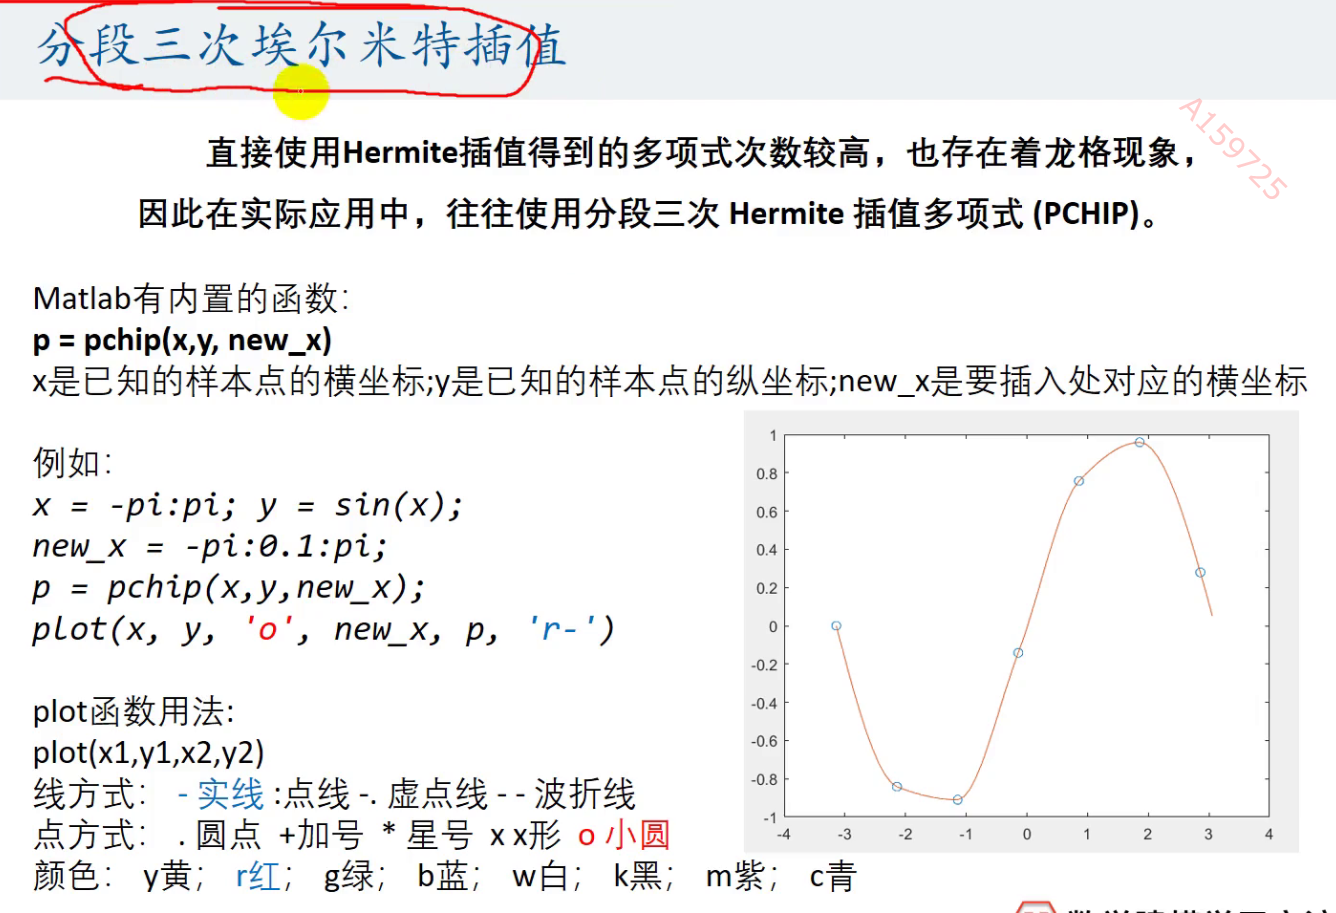 分段三次埃尔米特插值
A159725
直接使用Hermite插值得到的多项式次数较高，也存在着龙格现象，
因此在实际应用中，往往使用分段三次 Hermite 插值多项式 (PCHIP)。
Matlab有内置的函数：
p = pchip(x,y, new_x)
x是已知的样本点的横坐标;y是已知的样本点的纵坐标;new_x是要插入处对应的横坐标
例如：
x = -pi:pi; y = sin(x);
new_x = -pi:0.1:pi;
p = pchip(x,y,new_x);
plot(x, y, 'o', new_x, p, 'r-')
plot函数用法:
plot(x1,y1,x2,y2)
线方式： - 实线 :点线 -. 虚点线 - - 波折线
点方式： . 圆点 +加号 * 星号 x x形 o 小圆
颜色： y黄； r红； g绿； b蓝； w白； k黑； m紫； c青
1
0.8
0.6
0.4
0.2
0
-0.2
-0.4
-0.6
-0.8
-1
-4 -3 -2 -1 0 1 2 3 4